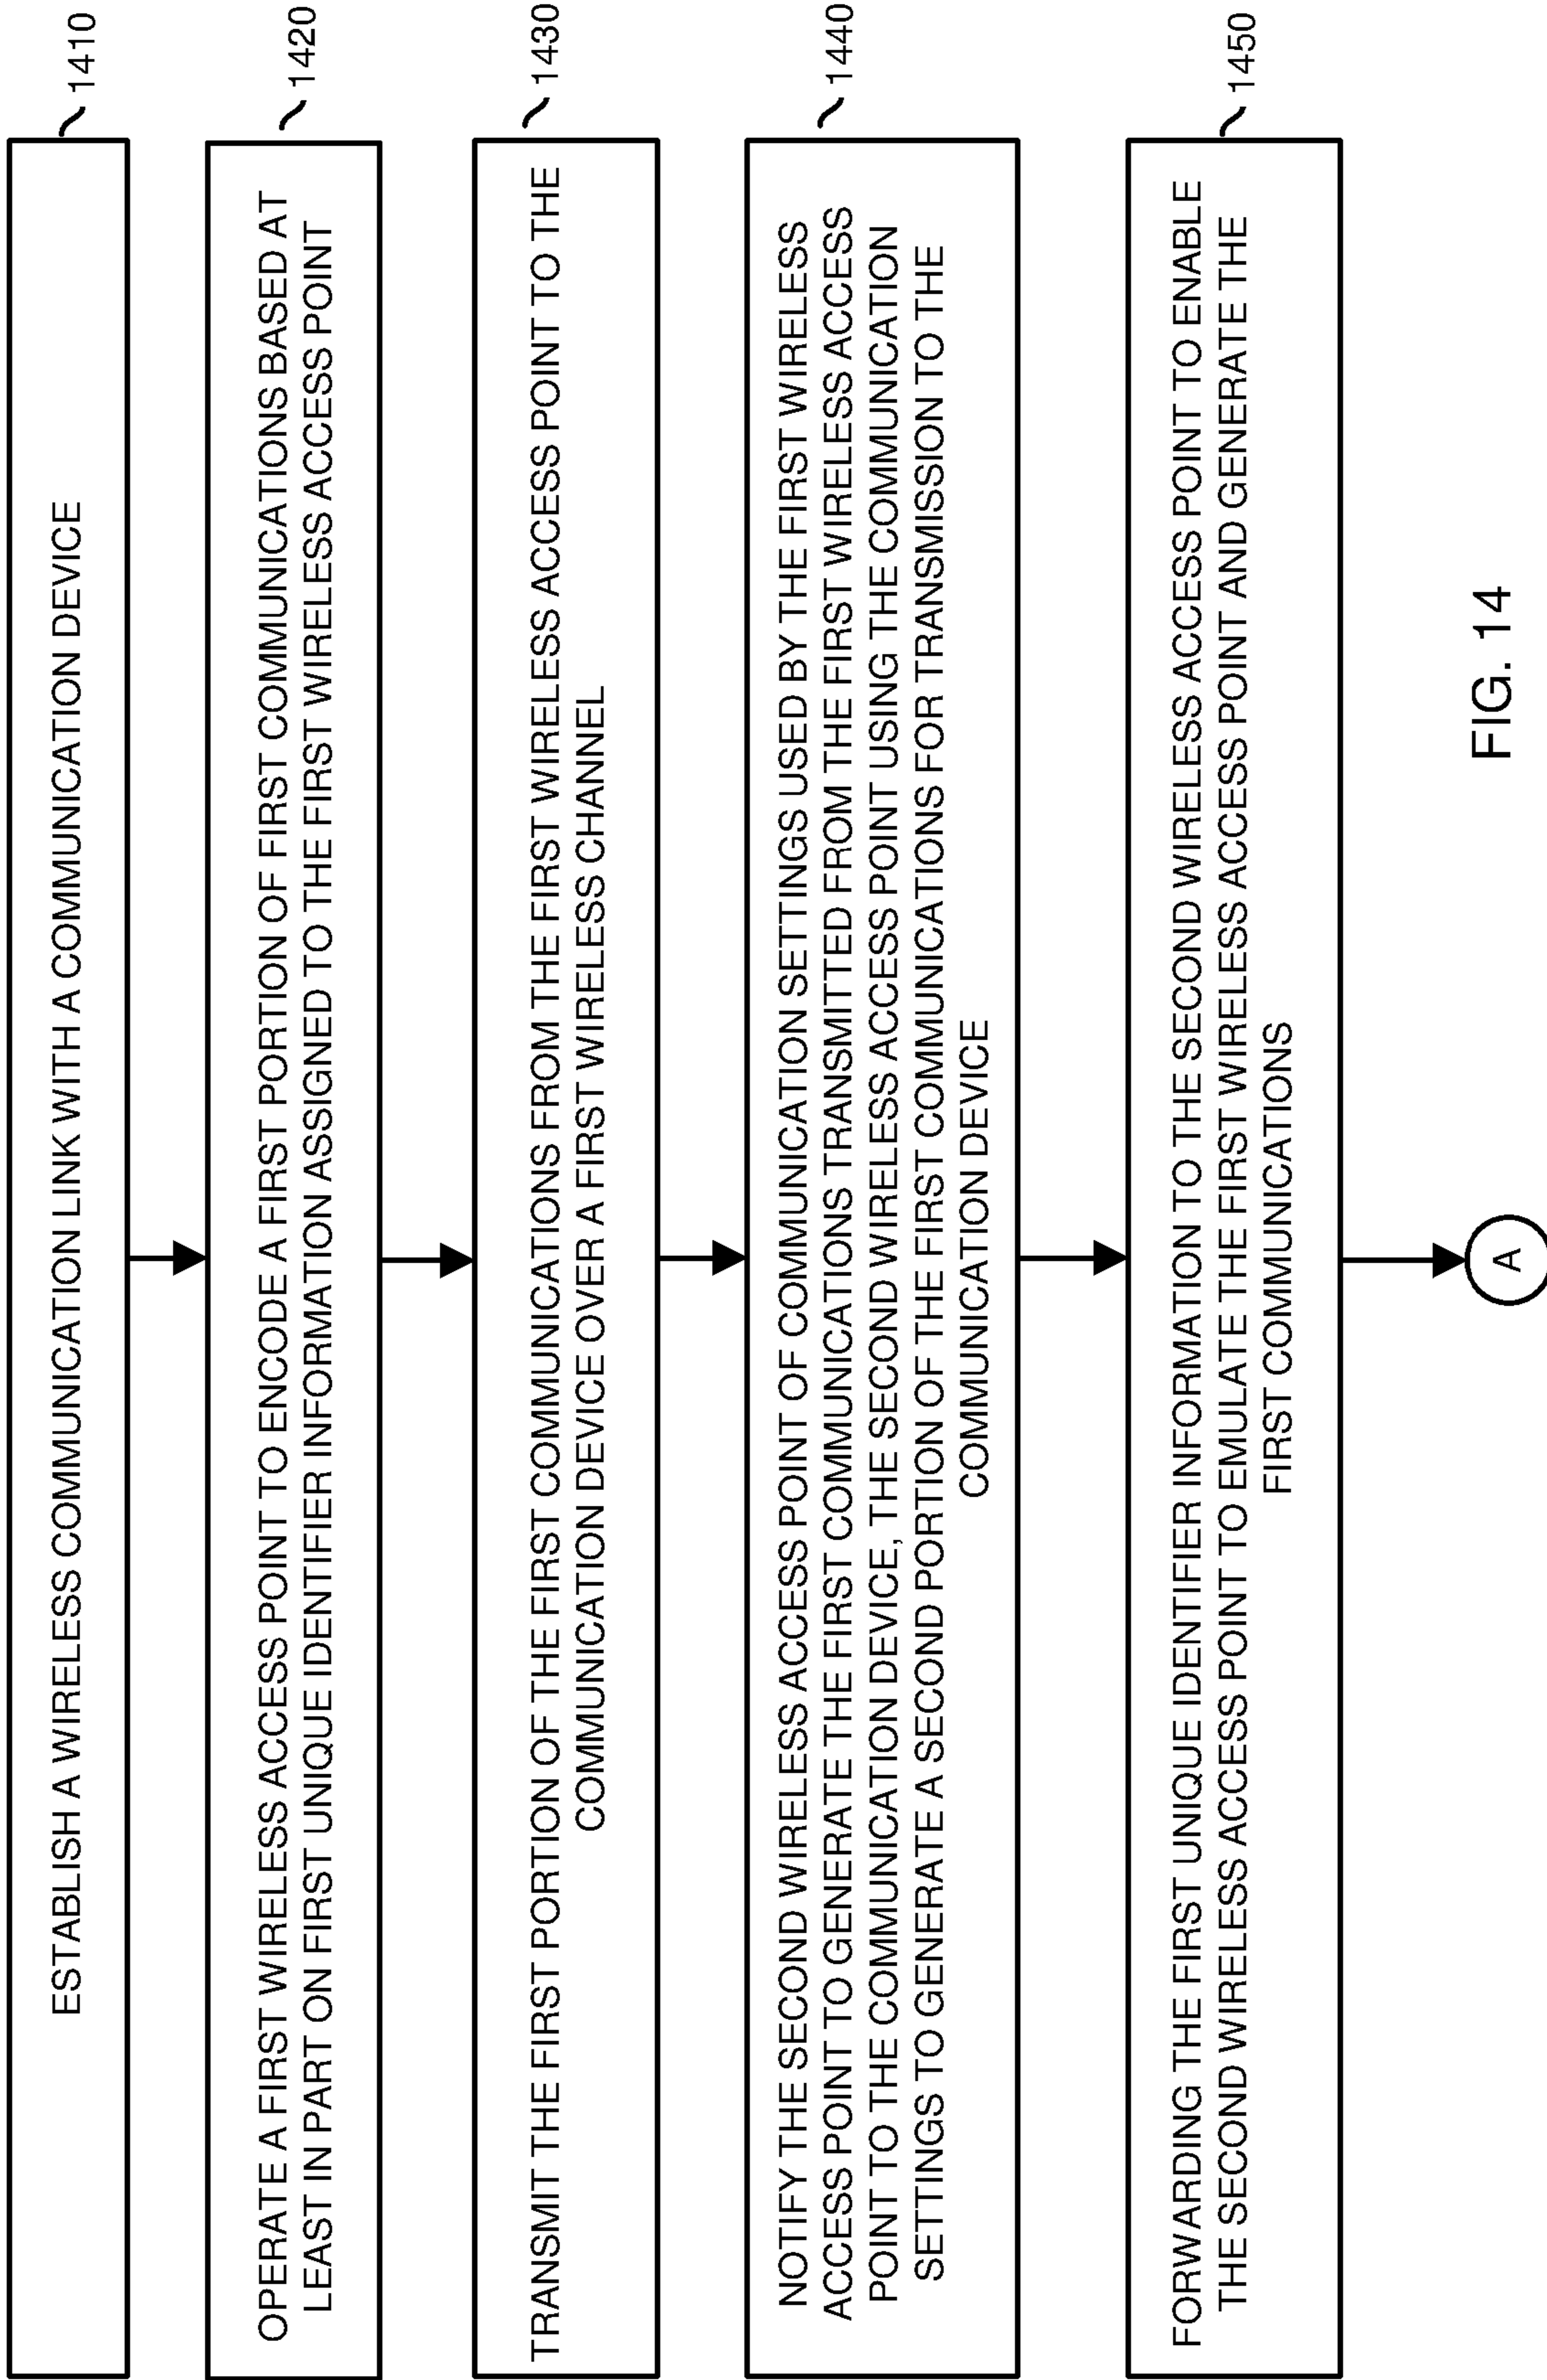 ESTABLISH A WIRELESS COMMUNICATION LINK WITH A COMMUNICATION DEVICE
1410
OPERATE A FIRST WIRELESS ACCESS POINT TO ENCODE A FIRST PORTION OF FIRST COMMUNICATIONS BASED AT
LEAST IN PART ON FIRST UNIQUE IDENTIFIER INFORMATION ASSIGNED TO THE FIRST WIRELESS ACCESS POINT
1420
TRANSMIT THE FIRST PORTION OF THE FIRST COMMUNICATIONS FROM THE FIRST WIRELESS ACCESS POINT TO THE
COMMUNICATION DEVICE OVER A FIRST WIRELESS CHANNEL
1430
NOTIFY THE SECOND WIRELESS ACCESS POINT OF COMMUNICATION SETTINGS USED BY THE FIRST WIRELESS
ACCESS POINT TO GENERATE THE FIRST COMMUNICATIONS TRANSMITTED FROM THE FIRST WIRELESS ACCESS
POINT TO THE COMMUNICATION DEVICE, THE SECOND WIRELESS ACCESS POINT USING THE COMMUNICATION
SETTINGS TO GENERATE A SECOND PORTION OF THE FIRST COMMUNICATIONS FOR TRANSMISSION TO THE
COMMUNICATION DEVICE
1440
FORWARDING THE FIRST UNIQUE IDENTIFIER INFORMATION TO THE SECOND WIRELESS ACCESS POINT TO ENABLE
THE SECOND WIRELESS ACCESS POINT TO EMULATE THE FIRST WIRELESS ACCESS POINT AND GENERATE THE
FIRST COMMUNICATIONS
1450
A
FIG. 14